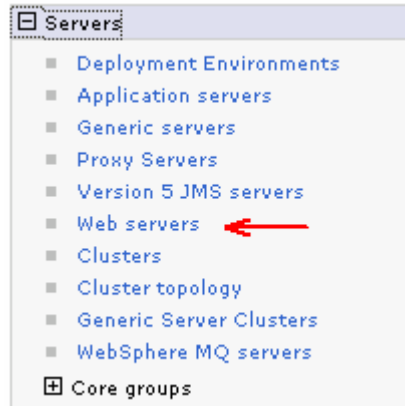 Servers
Deployment Environments
Application servers
Generic servers
Proxy Servers
Version 5 JMS servers
Web servers
Clusters
Cluster topology
Generic Server Clusters
WebSphere MQ servers
Core groups